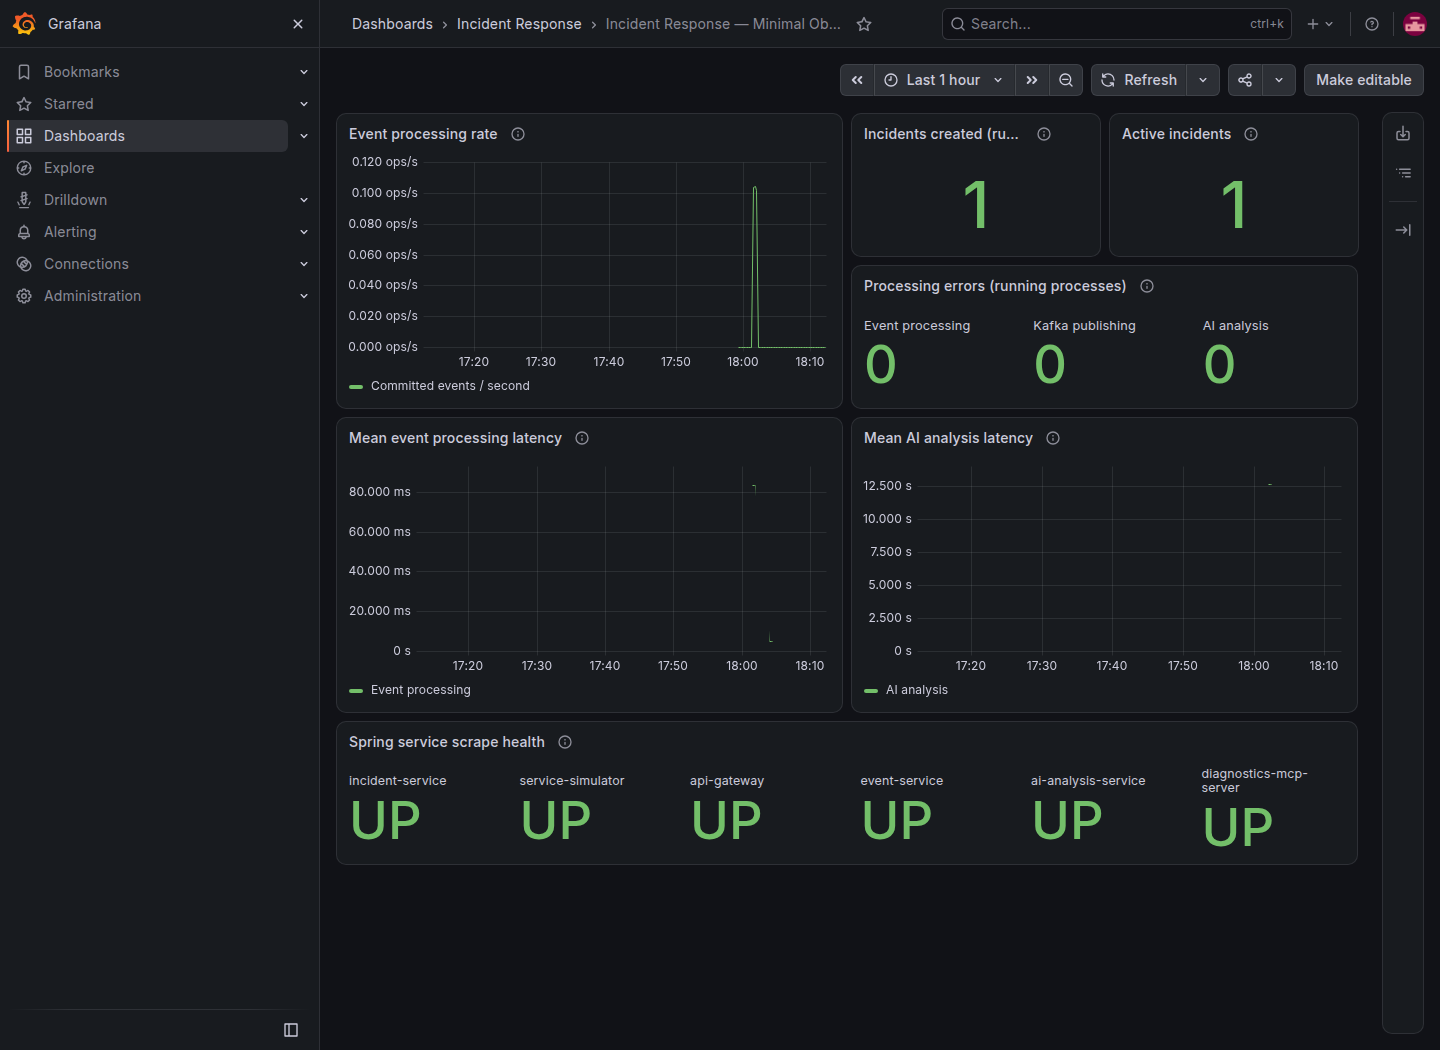 Grafana
Dashboards › Incident Response › Incident Response — Minimal Ob...
Search...
ctrl+k
Bookmarks
Starred
Dashboards
Explore
Drilldown
Alerting
Connections
Administration
Last 1 hour
Refresh
Make editable
Event processing rate
0.120 ops/s
0.100 ops/s
0.080 ops/s
0.060 ops/s
0.040 ops/s
0.020 ops/s
0.000 ops/s
17:20 17:30 17:40 17:50 18:00 18:10
Committed events / second
Incidents created (ru...
1
Active incidents
1
Processing errors (running processes)
Event processing Kafka publishing AI analysis
0 0 0
Mean event processing latency
80.000 ms
60.000 ms
40.000 ms
20.000 ms
0 s
17:20 17:30 17:40 17:50 18:00 18:10
Event processing
Mean AI analysis latency
12.500 s
10.000 s
7.500 s
5.000 s
2.500 s
0 s
17:20 17:30 17:40 17:50 18:00 18:10
AI analysis
Spring service scrape health
incident-service
UP
service-simulator
UP
api-gateway
UP
event-service
UP
ai-analysis-service
UP
diagnostics-mcp-
server
UP